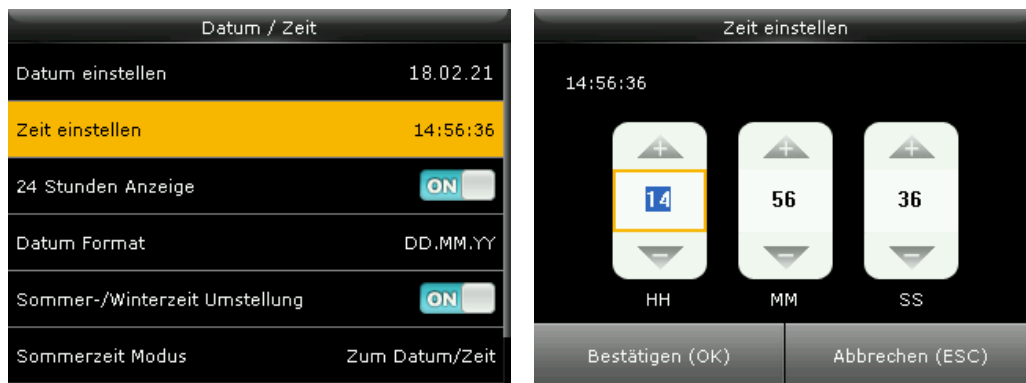 Datum / Zeit
Datum einstellen 18.02.21
Zeit einstellen 14:56:36
24 Stunden Anzeige ON
Datum Format DD.MM.YY
Sommer-/Winterzeit Umstellung ON
Sommerzeit Modus Zum Datum/Zeit
Zeit einstellen
14:56:36
+ + +
14 56 36
- - -
HH MM SS
Bestätigen (OK) Abbrechen (ESC)